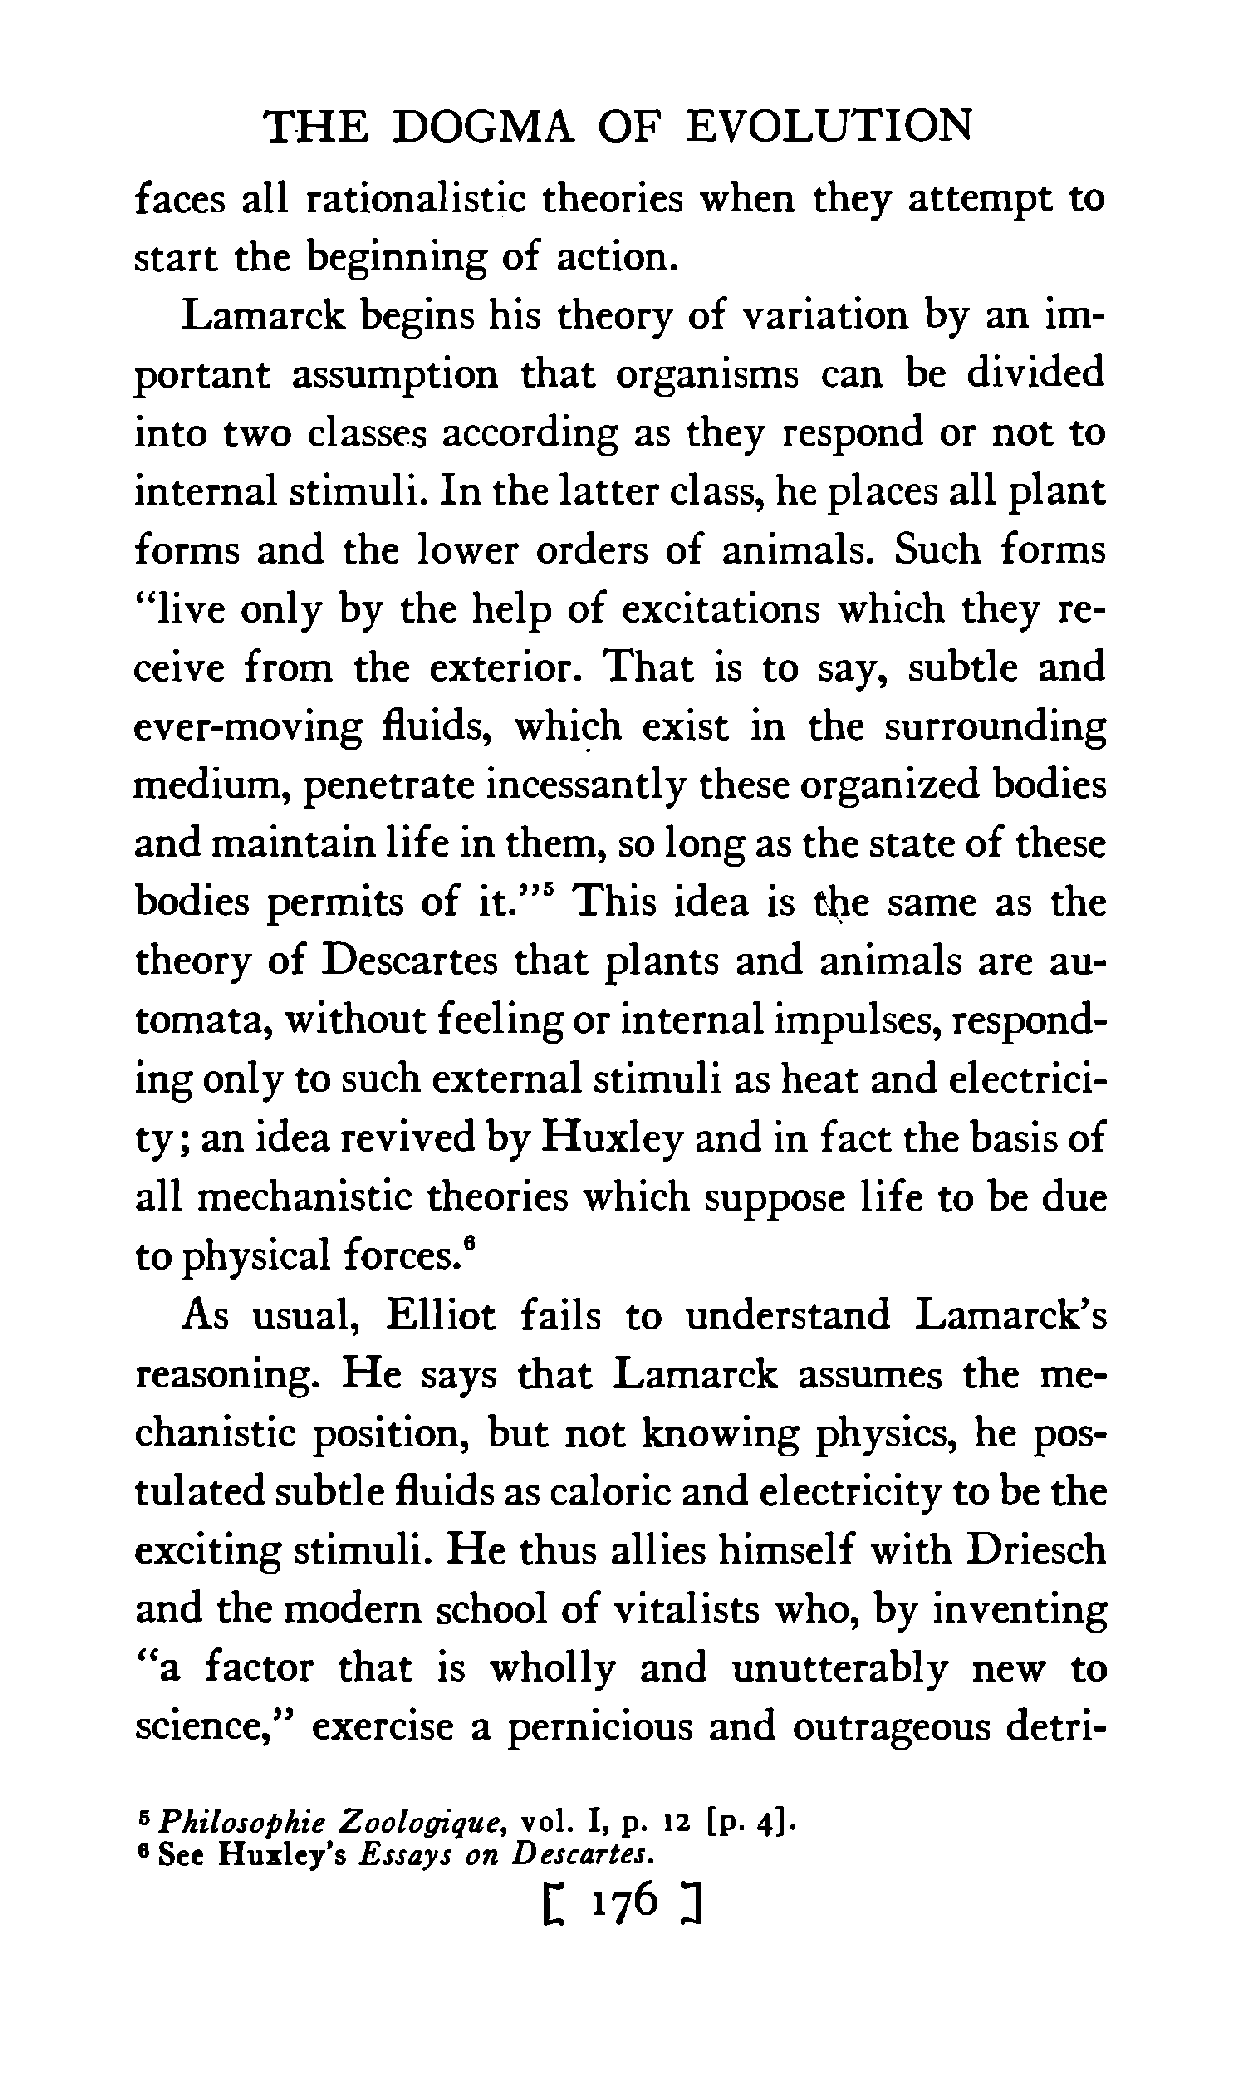 THE DOGMA OF EVOLUTION
faces all rationalistic theories when they attempt to
start the beginning of action.
Lamarck begins his theory of variation by an im-
portant assumption that organisms can be divided
into two classes according as they respond or not to
internal stimuli. In the latter class, he places all plant
forms and the lower orders of animals. Such forms
"live only by the help of excitations which they re-
ceive from the exterior. That is to say, subtle and
ever-moving fluids, which exist in the surrounding
medium, penetrate incessantly these organized bodies
and maintain life in them, so long as the state of these
bodies permits of it."⁵ This idea is the same as the
theory of Descartes that plants and animals are au-
tomata, without feeling or internal impulses, respond-
ing only to such external stimuli as heat and electrici-
ty; an idea revived by Huxley and in fact the basis of
all mechanistic theories which suppose life to be due
to physical forces.⁶
As usual, Elliot fails to understand Lamarck's
reasoning. He says that Lamarck assumes the me-
chanistic position, but not knowing physics, he pos-
tulated subtle fluids as caloric and electricity to be the
exciting stimuli. He thus allies himself with Driesch
and the modern school of vitalists who, by inventing
"a factor that is wholly and unutterably new to
science," exercise a pernicious and outrageous detri-
⁵ Philosophie Zoologique, vol. I, p. 12 [p. 4].
⁶ See Huxley's Essays on Descartes.
[ 176 ]